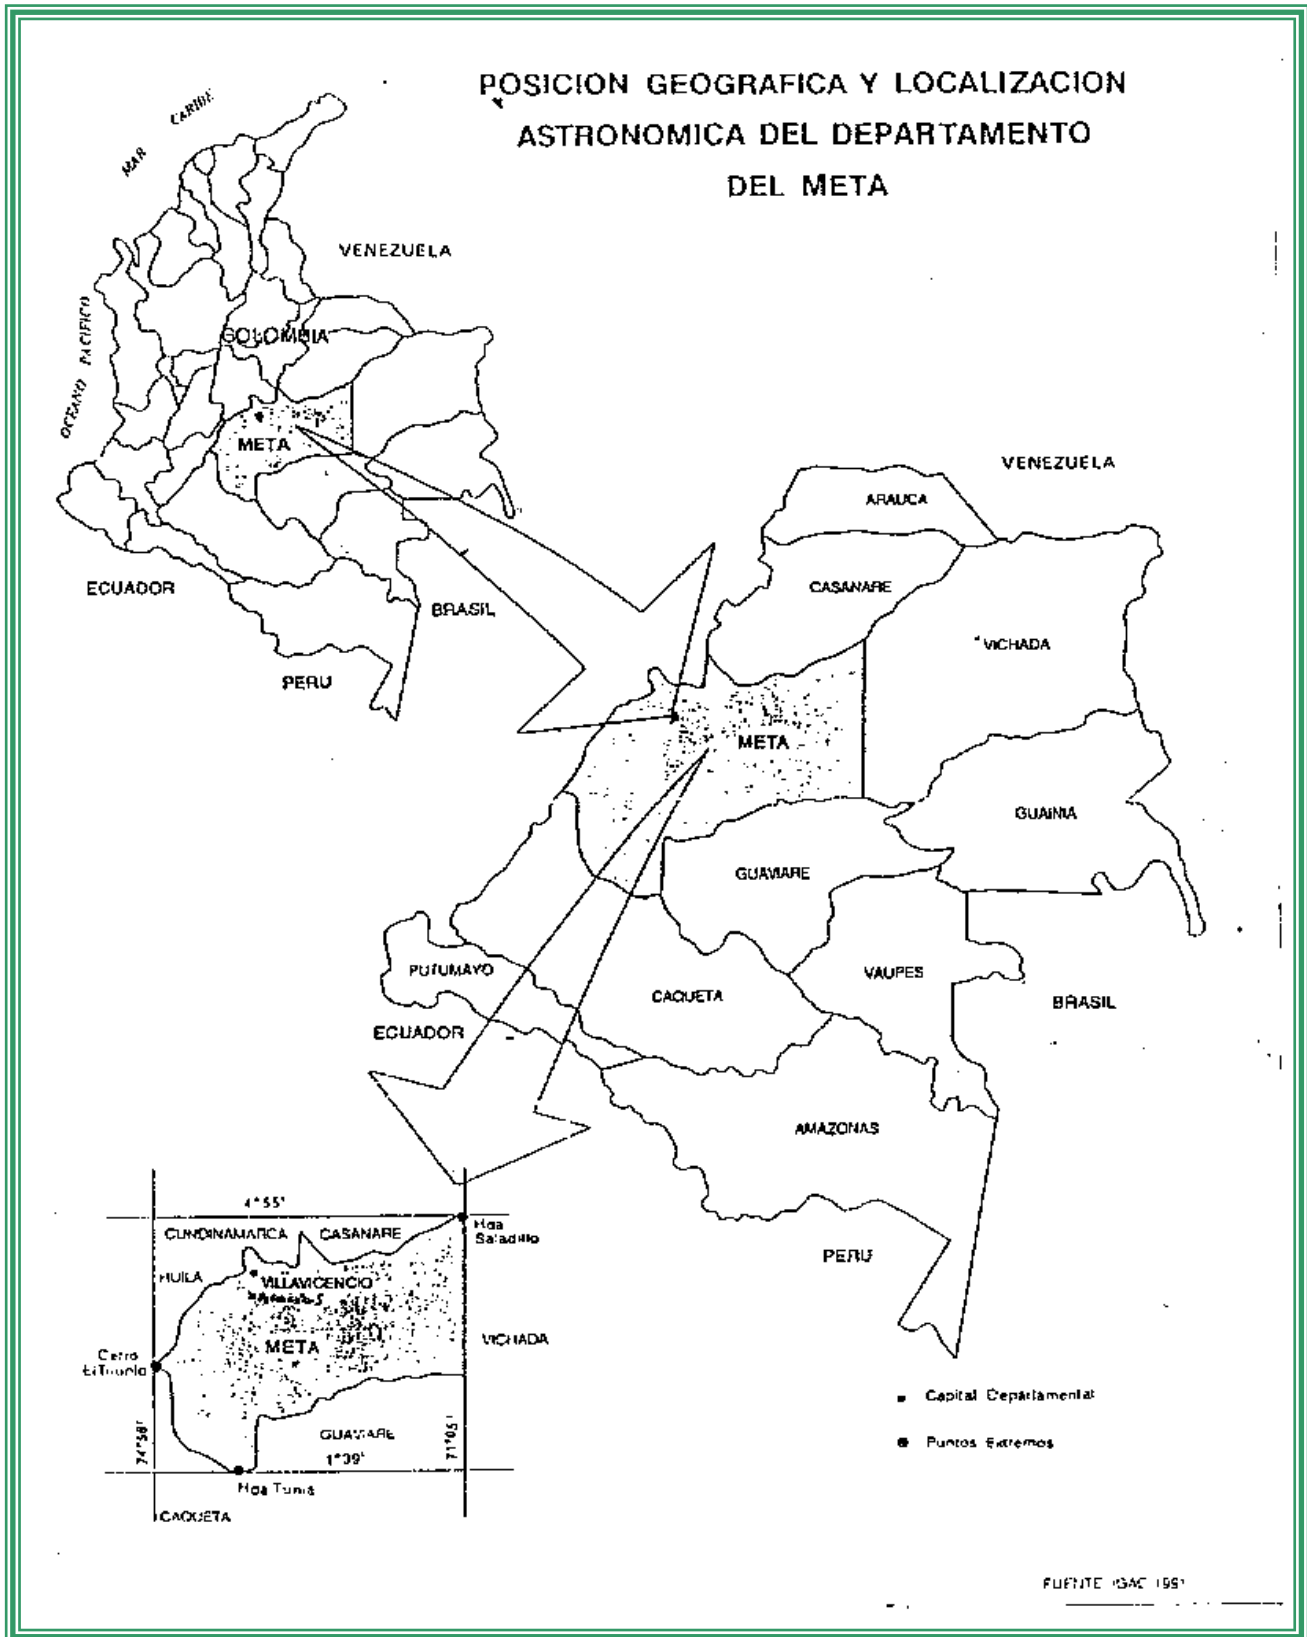 POSICION GEOGRAFICA Y LOCALIZACION
ASTRONOMICA DEL DEPARTAMENTO
DEL META
MAR CARIBE
VENEZUELA
OCEANO PACIFICO
COLOMBIA
META
ECUADOR
BRASIL
PERU
VENEZUELA
ARAUCA
CASANARE
VICHADA
META
GUAINIA
GUAVIARE
PUTUMAYO
CAQUETA
VAUPES
BRASIL
ECUADOR
AMAZONAS
PERU
4°55'
CUNDINAMARCA
CASANARE
Hda
Saladillo
HUILA
VILLAVICENCIO
META
VICHADA
Cerro
El Triunfo
74°58'
71°05'
GUAVIARE
1°39'
Hda Tunia
CAQUETA
Capital Departamental
Puntos Extremos
FUENTE IGAC 1991